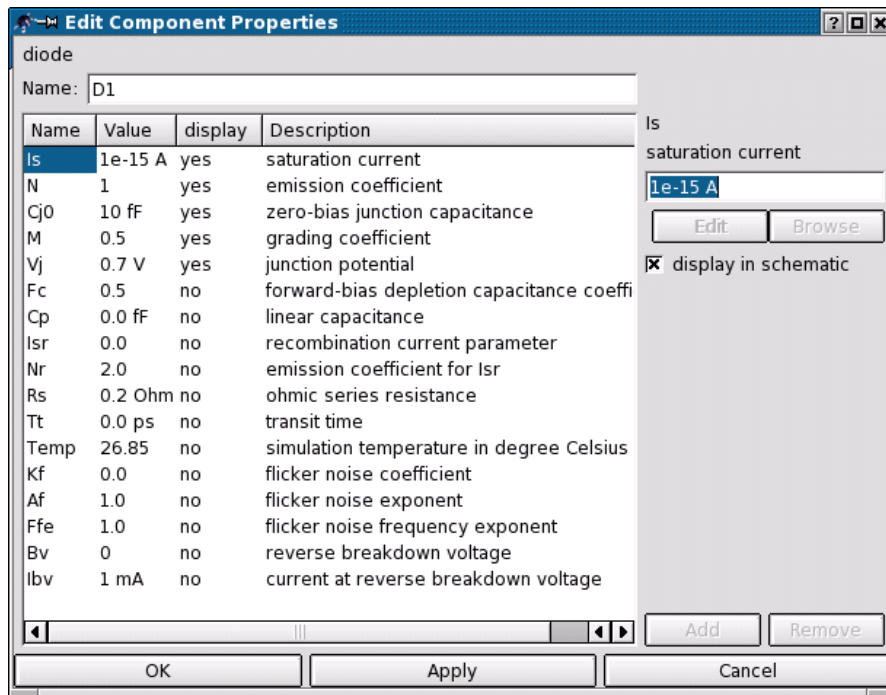 Edit Component Properties
diode
Name: D1
Name Value display Description
Is 1e-15 A yes saturation current
N 1 yes emission coefficient
Cj0 10 fF yes zero-bias junction capacitance
M 0.5 yes grading coefficient
Vj 0.7 V yes junction potential
Fc 0.5 no forward-bias depletion capacitance coeffi
Cp 0.0 fF no linear capacitance
Isr 0.0 no recombination current parameter
Nr 2.0 no emission coefficient for Isr
Rs 0.2 Ohm no ohmic series resistance
Tt 0.0 ps no transit time
Temp 26.85 no simulation temperature in degree Celsius
Kf 0.0 no flicker noise coefficient
Af 1.0 no flicker noise exponent
Ffe 1.0 no flicker noise frequency exponent
Bv 0 no reverse breakdown voltage
Ibv 1 mA no current at reverse breakdown voltage
Is
saturation current
1e-15 A
Edit Browse
display in schematic
Add Remove
OK Apply Cancel